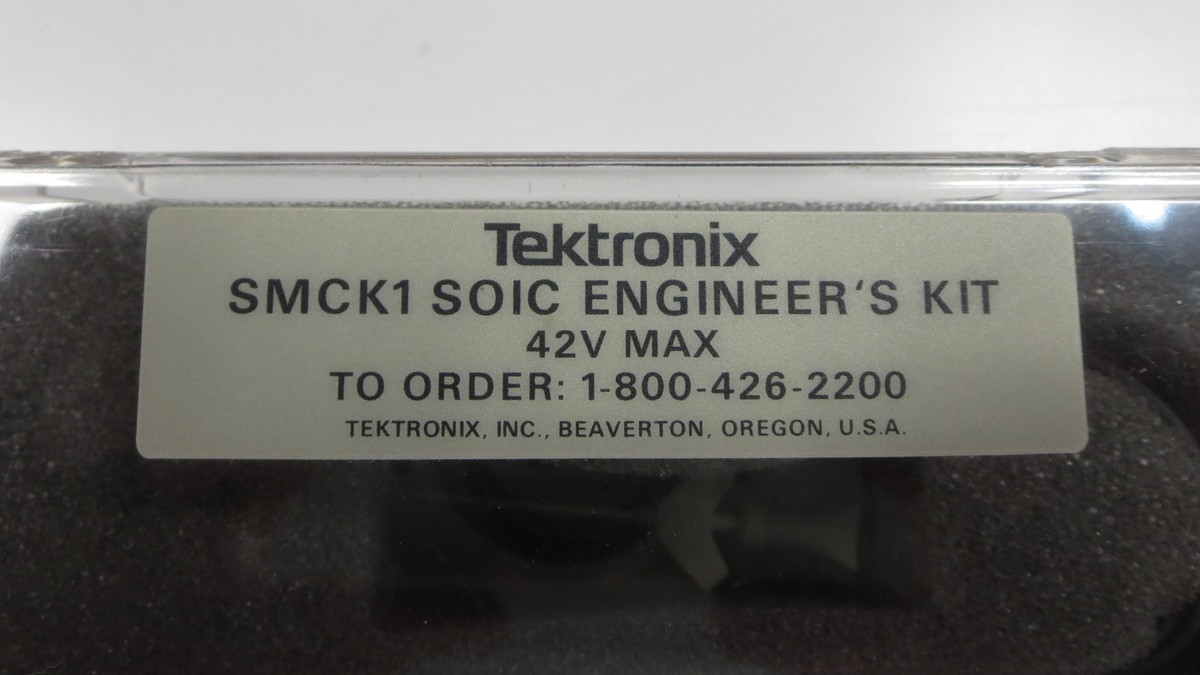 Tektronix
SMCK1 SOIC ENGINEER'S KIT
42V MAX
TO ORDER: 1-800-426-2200
TEKTRONIX, INC., BEAVERTON, OREGON, U.S.A.